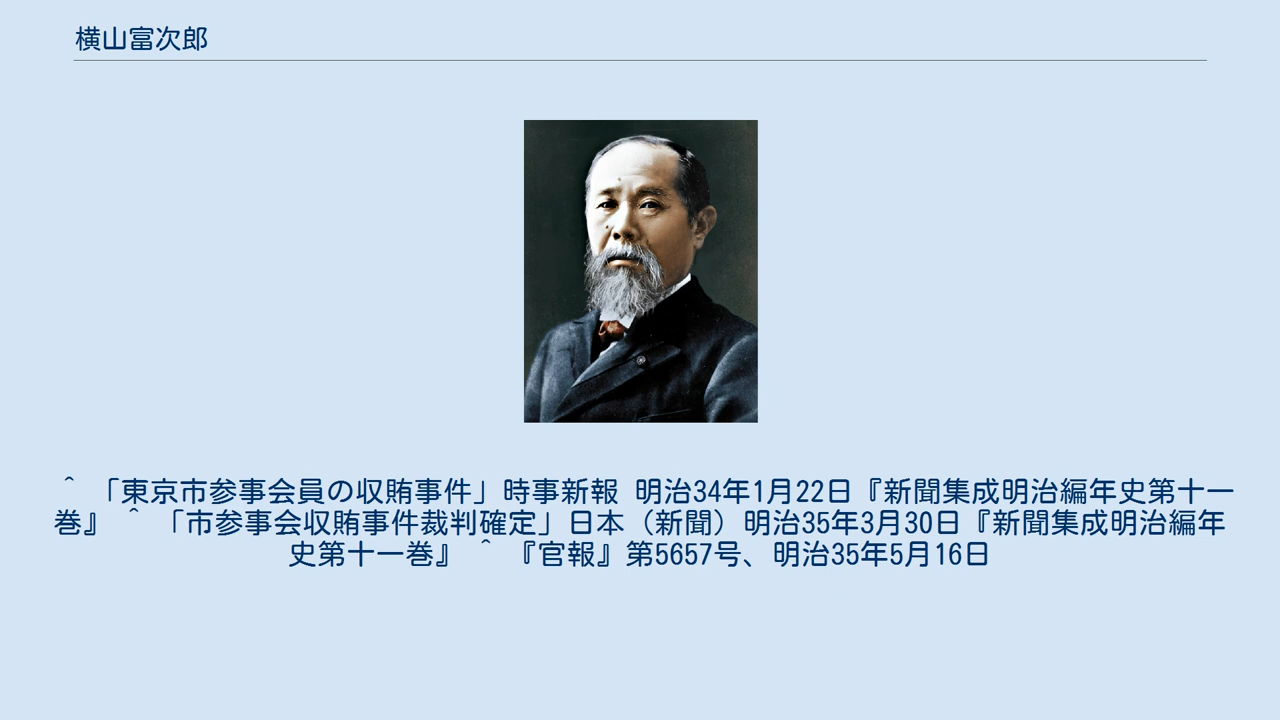 横山富次郎
^ 「東京市参事会員の収賄事件」時事新報 明治34年1月22日『新聞集成明治編年史第十一
巻』 ^ 「市参事会収賄事件裁判確定」日本（新聞）明治35年3月30日『新聞集成明治編年
史第十一巻』 ^ 『官報』第5657号、明治35年5月16日